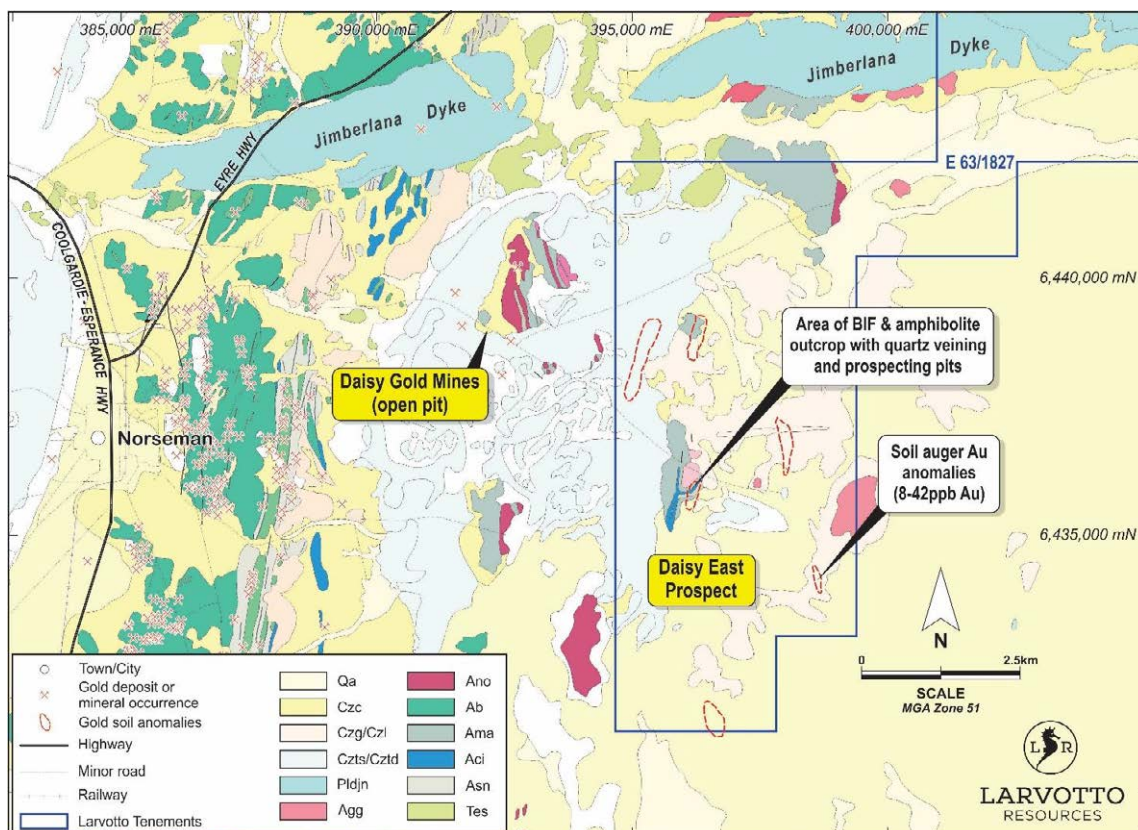 385,000 mE
390,000 mE
395,000 mE
400,000 mE
Jimberlana Dyke
Jimberlana Dyke
EYRE HWY
E 63/1827
COOLGARDIE-ESPERANCE HWY
6,440,000 mN
Area of BIF & amphibolite
outcrop with quartz veining
and prospecting pits
Daisy Gold Mines
(open pit)
Norseman
Soil auger Au
anomalies
(8-42ppb Au)
6,435,000 mN
Daisy East
Prospect
N
0
2.5km
SCALE
MGA Zone 51
Town/City
Gold deposit or
mineral occurrence
Gold soil anomalies
Highway
Minor road
Railway
Larvotto Tenements
Qa
Czc
Czg/Czl
Czts/Cztd
Pldjn
Agg
Ano
Ab
Ama
Aci
Asn
Tes
L R
LARVOTTO
RESOURCES